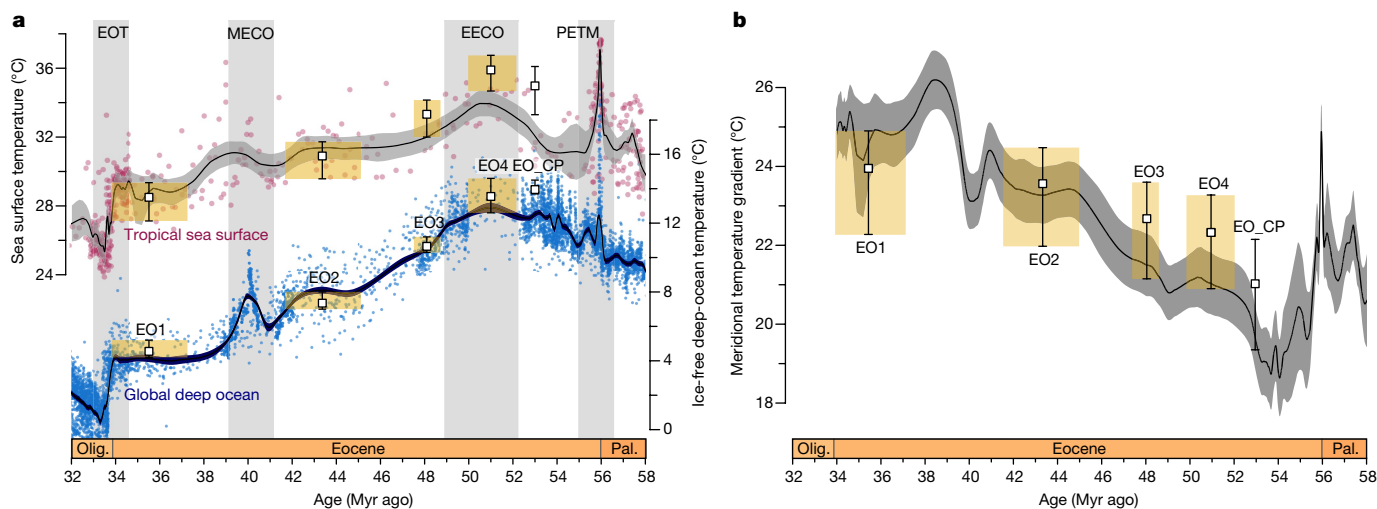 a
EOT
MECO
EECO
PETM
Sea surface temperature (°C)
36
32
28
24
Tropical sea surface
EO4 EO_CP
EO3
EO2
EO1
Global deep ocean
16
12
8
4
0
Ice-free deep-ocean temperature (°C)
Olig.
Eocene
Pal.
32 34 36 38 40 42 44 46 48 50 52 54 56 58
Age (Myr ago)
b
Meridional temperature gradient (°C)
26
24
22
20
18
EO1
EO2
EO3
EO4
EO_CP
Olig.
Eocene
Pal.
32 34 36 38 40 42 44 46 48 50 52 54 56 58
Age (Myr ago)